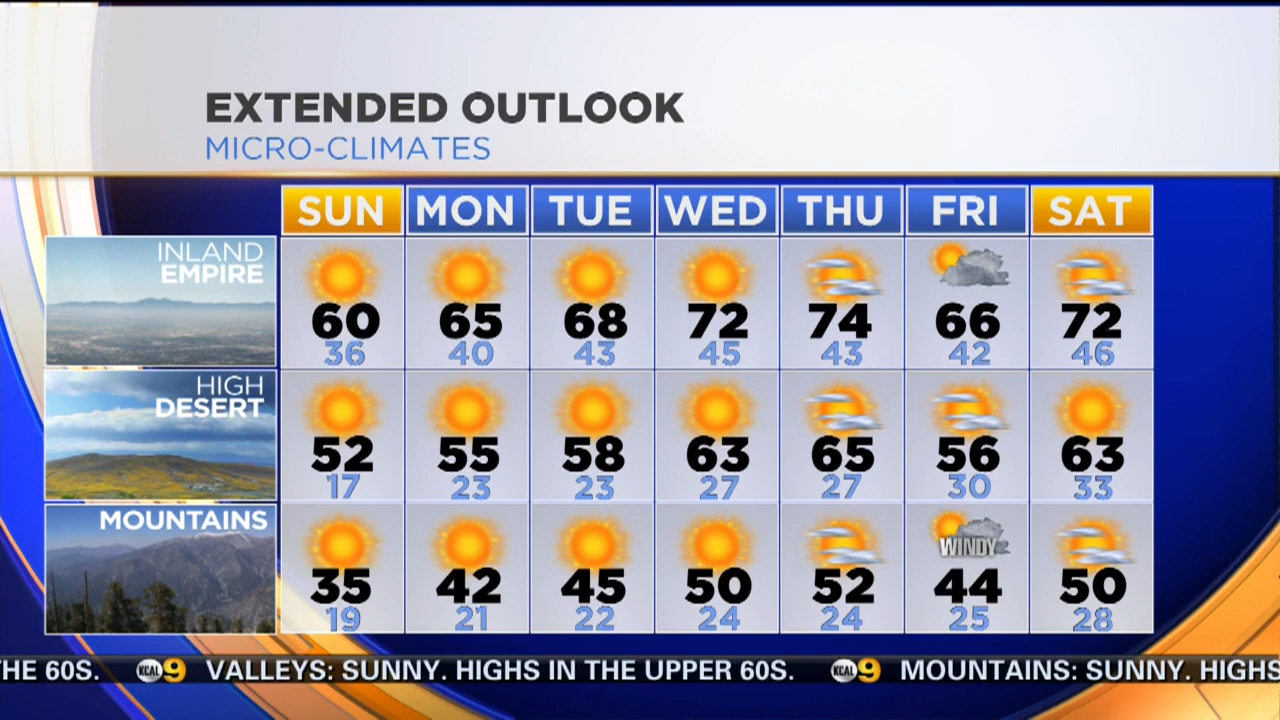 EXTENDED OUTLOOK
MICRO-CLIMATES
SUN MON TUE WED THU FRI SAT
INLAND
EMPIRE
60 65 68 72 74 66 72
36 40 43 45 43 42 46
HIGH
DESERT
52 55 58 63 65 56 63
17 23 23 27 27 30 33
MOUNTAINS
WINDY
35 42 45 50 52 44 50
19 21 22 24 24 25 28
THE 60S. KCAL 9 VALLEYS: SUNNY. HIGHS IN THE UPPER 60S. KCAL 9 MOUNTAINS: SUNNY. HIGHS